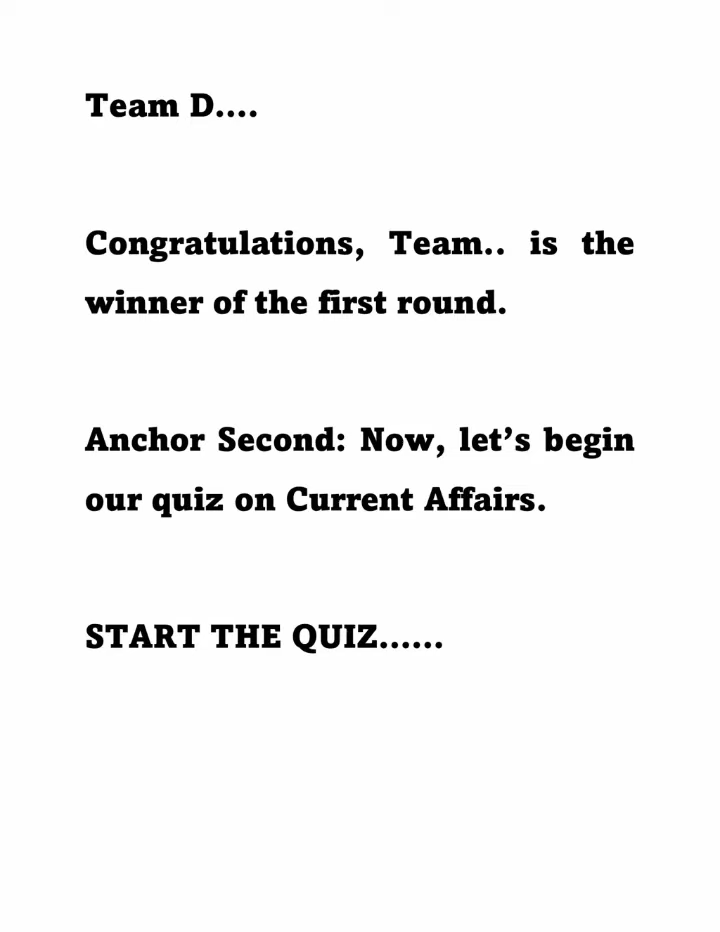 Team D....
Congratulations, Team.. is the
winner of the first round.
Anchor Second: Now, let’s begin
our quiz on Current Affairs.
START THE QUIZ......